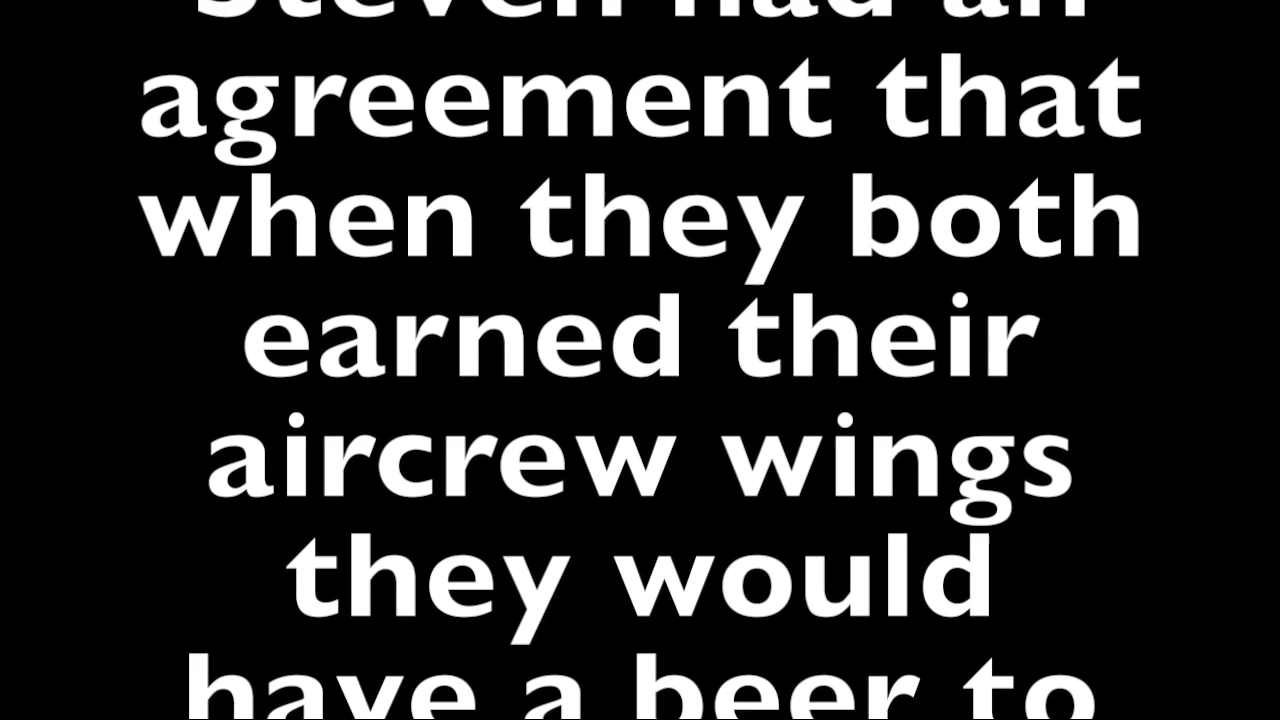 Steven had an
agreement that
when they both
earned their
aircrew wings
they would
have a beer to